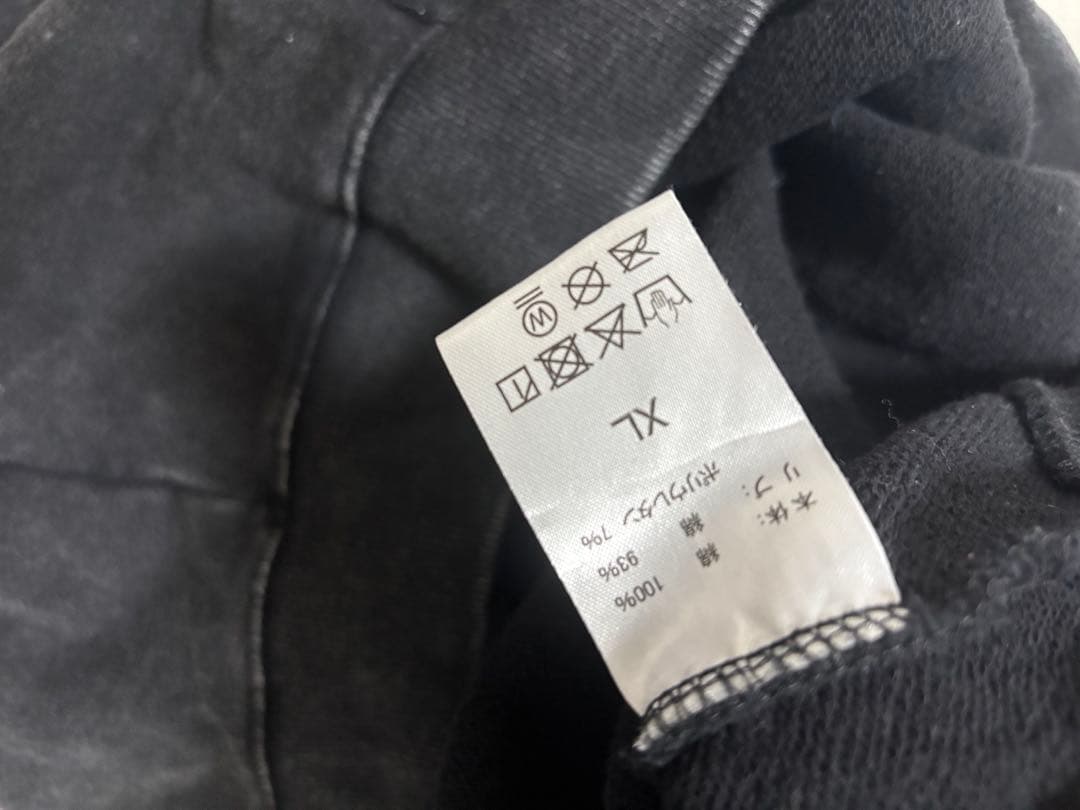 本体: 綿 100%
リブ: 綿 93%
ポリウレタン 7%
XL
W